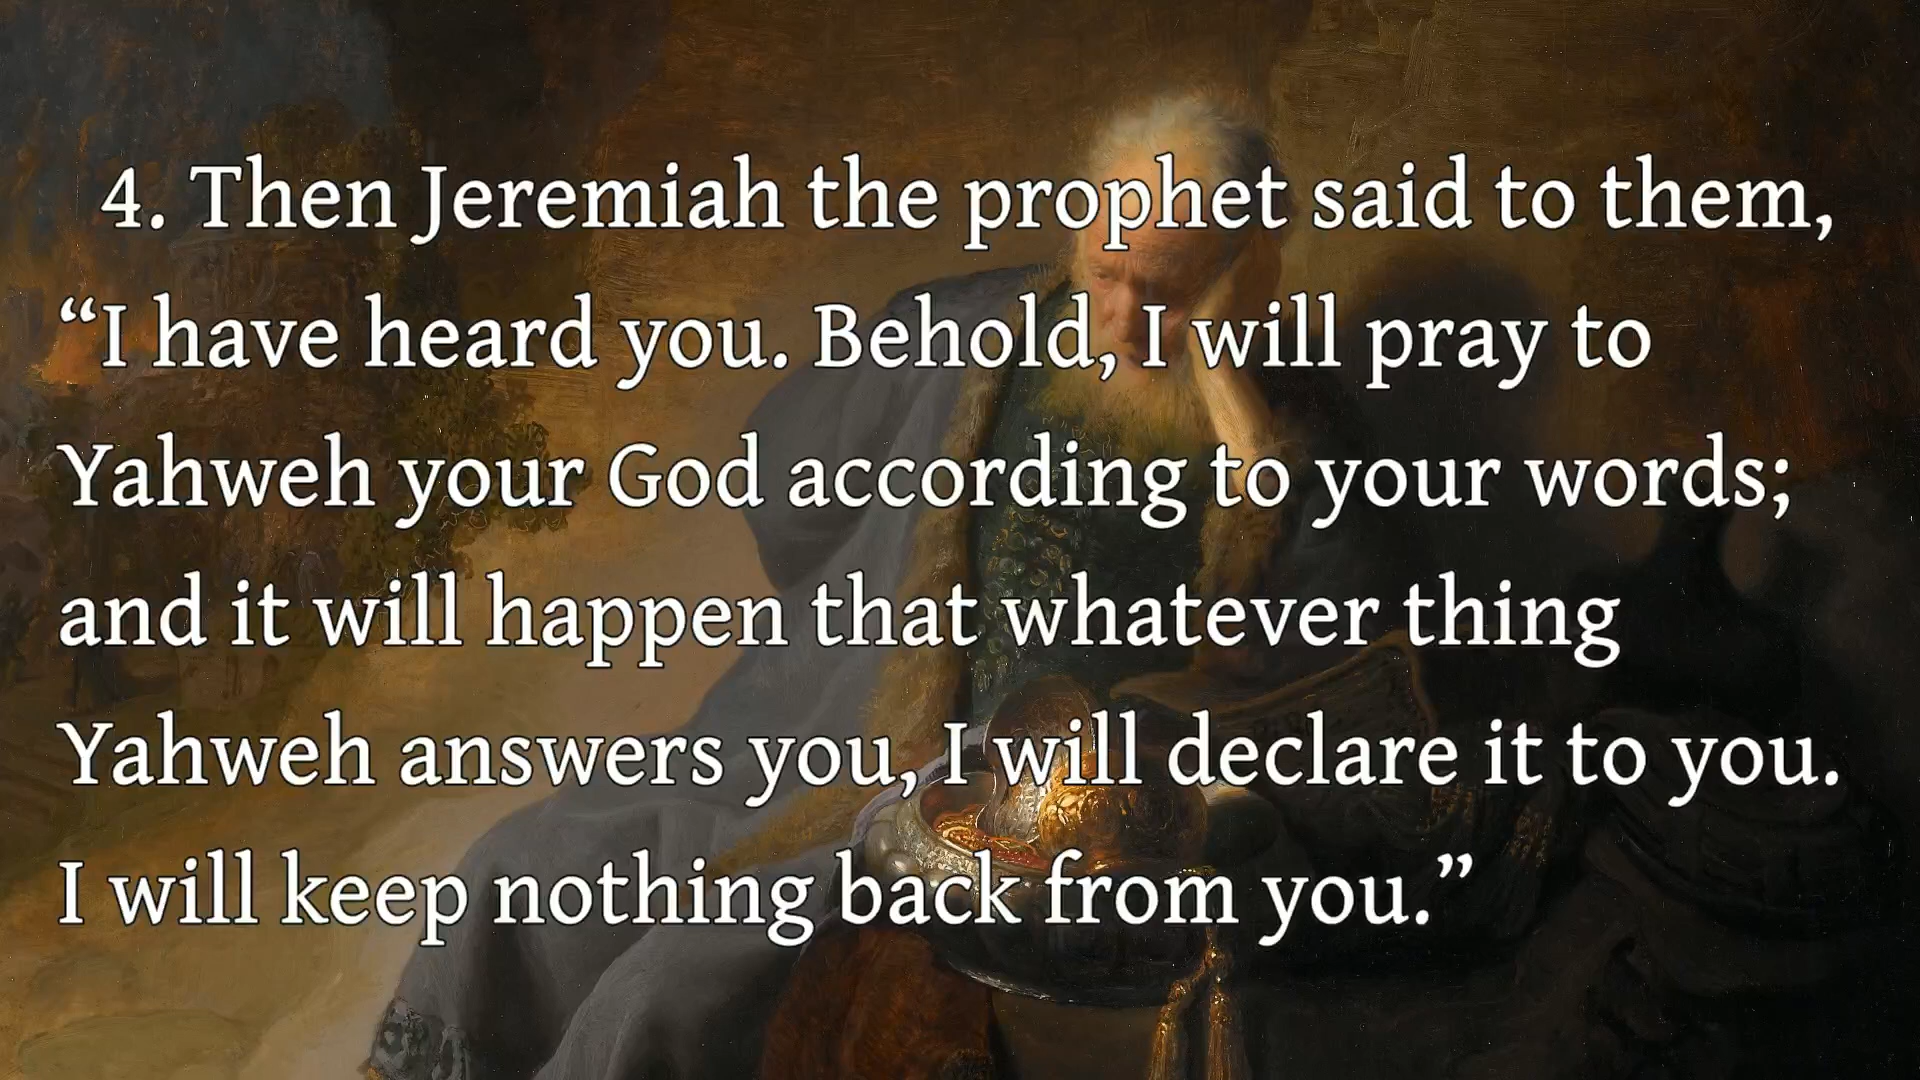 4. Then Jeremiah the prophet said to them,
“I have heard you. Behold, I will pray to
Yahweh your God according to your words;
and it will happen that whatever thing
Yahweh answers you, I will declare it to you.
I will keep nothing back from you.”